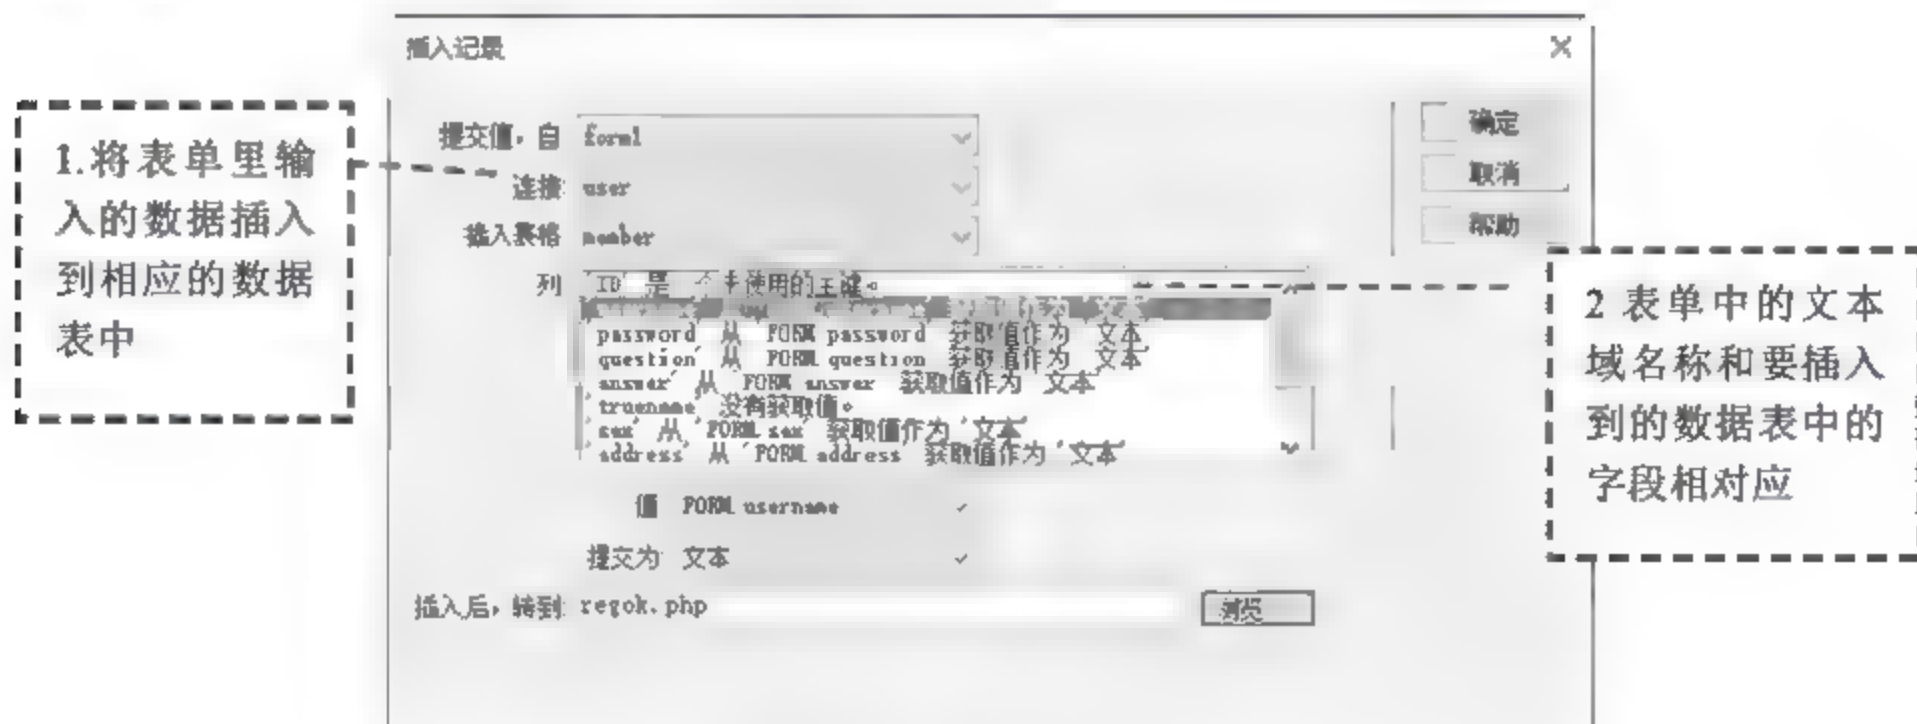 插入记录
1.将表单里输
入的数据插入
到相应的数据
表中
提交值，自 form1
连接 user
插入表格 member
列 ID 是 使用的主键。
password 从 FORM password 获取值作为 文本
question 从 FORM question 获取值作为 文本
answer' 从 FORM answer 获取值作为 文本
truename 没有获取值。
sex' 从 'FORM sex' 获取值作为 '文本'
address' 从 'FORM address 获取值作为 '文本'
值 FORM username
提交为 文本
插入后，转到: regok.php
浏览
确定
取消
帮助
2 表单中的文本
域名称和要插入
到的数据表中的
字段相对应